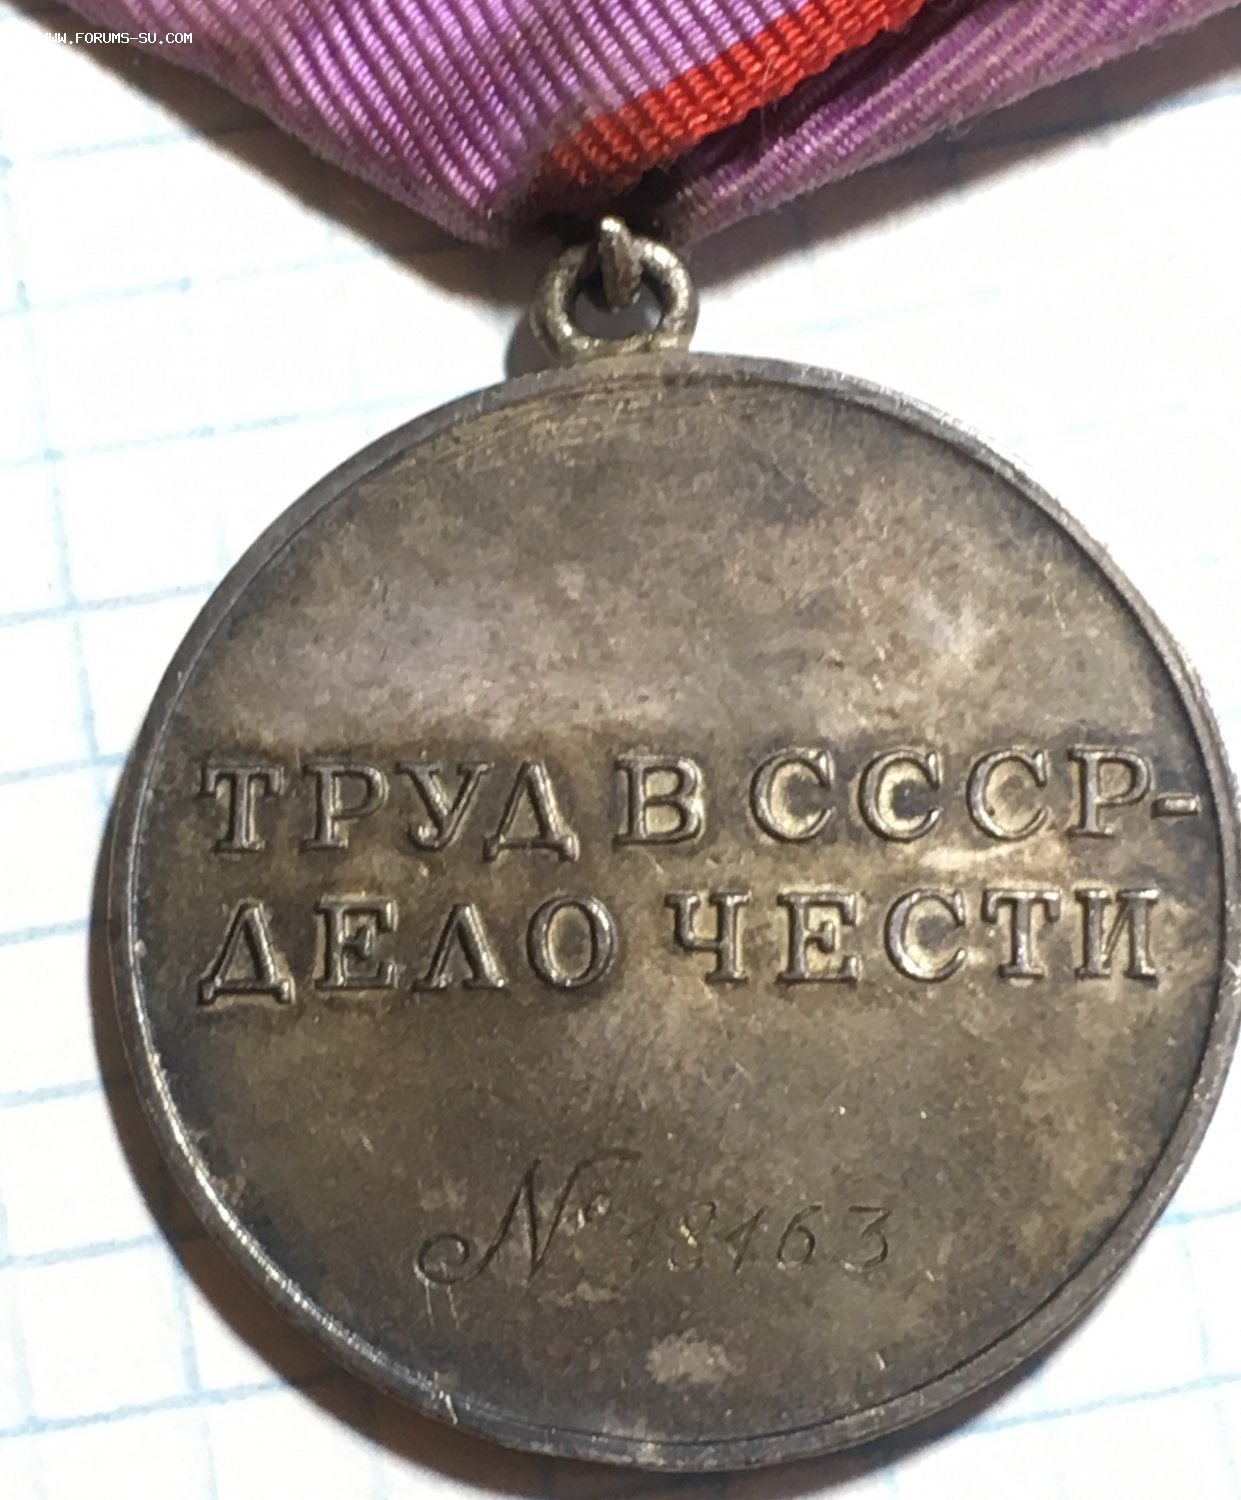 WWW.FORUMS-SU.COM
ТРУД В СССР-
ДЕЛО ЧЕСТИ
№ 18163